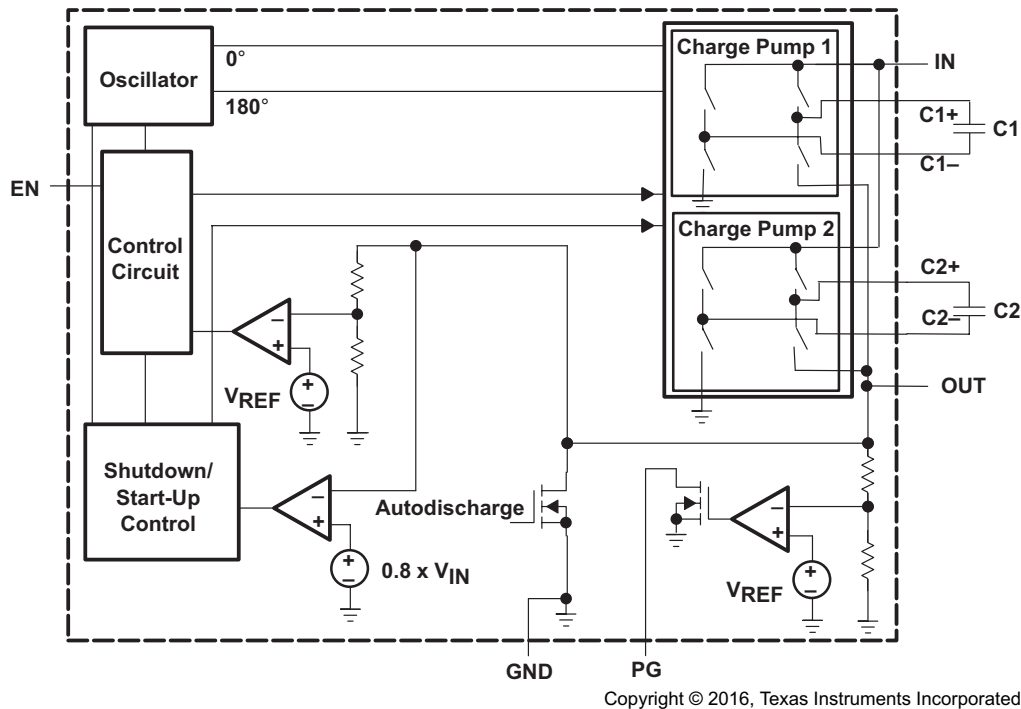 Oscillator
0°
180°
Charge Pump 1
IN
C1+
C1
C1–
EN
Control
Circuit
Charge Pump 2
C2+
C2
C2–
VREF
OUT
Shutdown/
Start-Up
Control
Autodischarge
0.8 x VIN
VREF
GND
PG
Copyright © 2016, Texas Instruments Incorporated